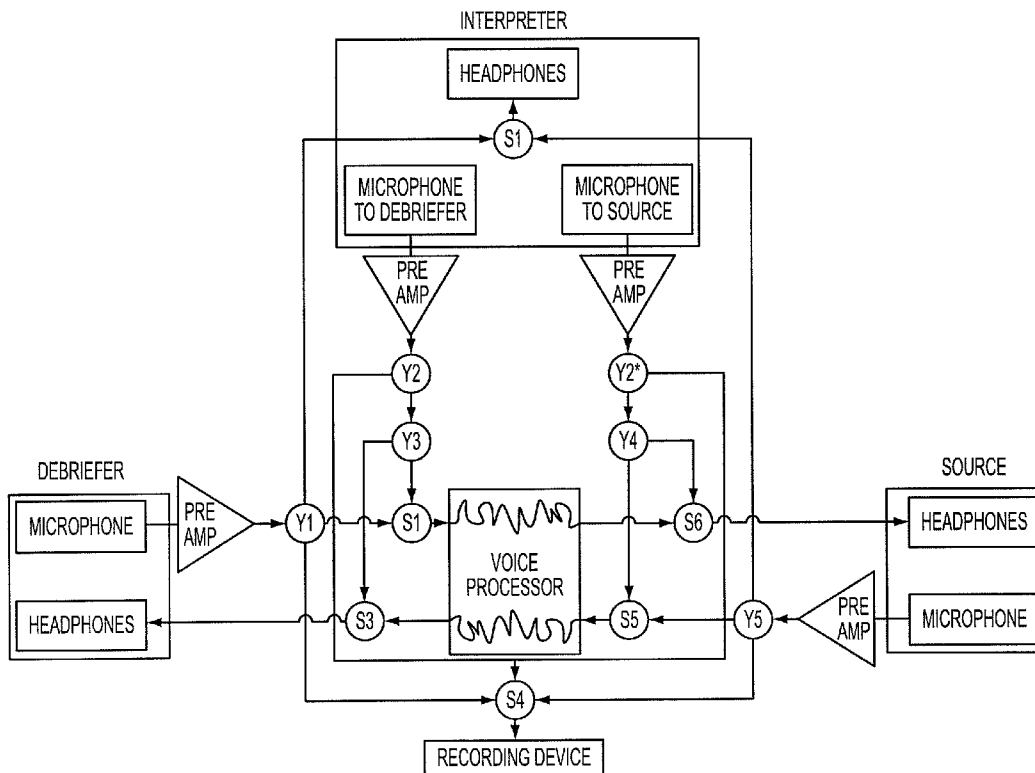 INTERPRETER
HEADPHONES
S1
MICROPHONE
TO DEBRIEFER
MICROPHONE
TO SOURCE
PRE
AMP
PRE
AMP
Y2
Y2*
Y3
Y4
DEBRIEFER
SOURCE
MICROPHONE
PRE
AMP
Y1
S1
VOICE
PROCESSOR
S6
HEADPHONES
HEADPHONES
S3
S5
Y5
PRE
AMP
MICROPHONE
S4
RECORDING DEVICE